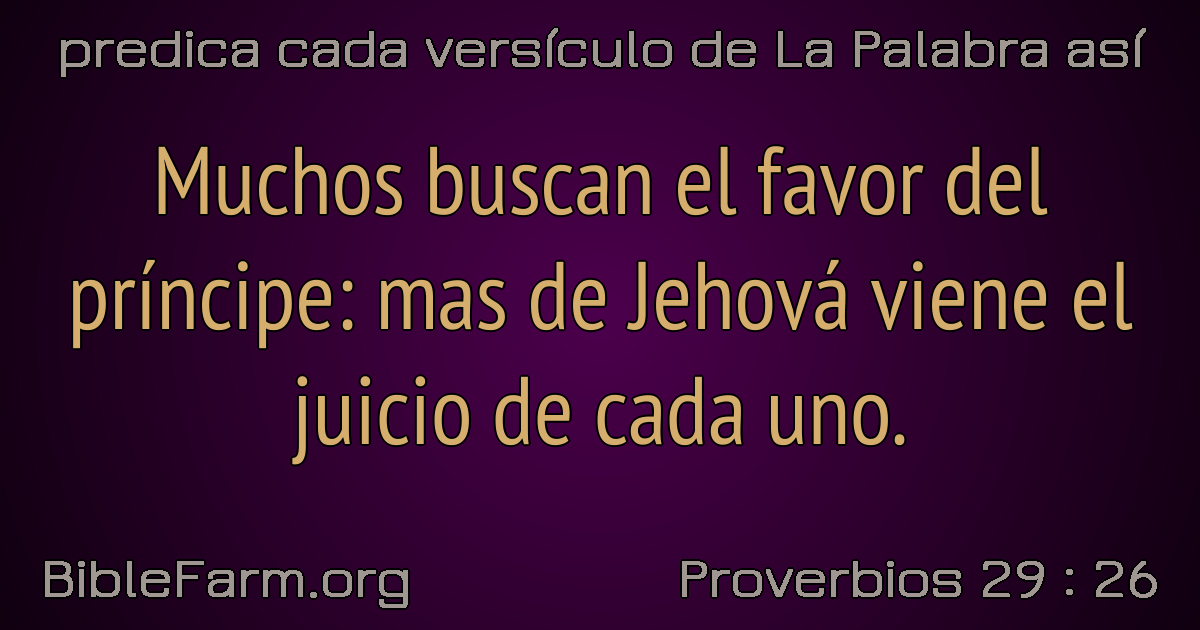 predica cada versículo de La Palabra así
Muchos buscan el favor del
príncipe: mas de Jehová viene el
juicio de cada uno.
BibleFarm.org
Proverbios 29 : 26